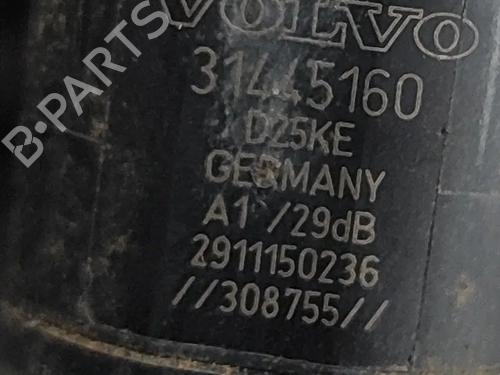 VOLVO
B-PARTS
31445160
D25KE
GERMANY
A1 /29dB
2911150236
//308755//